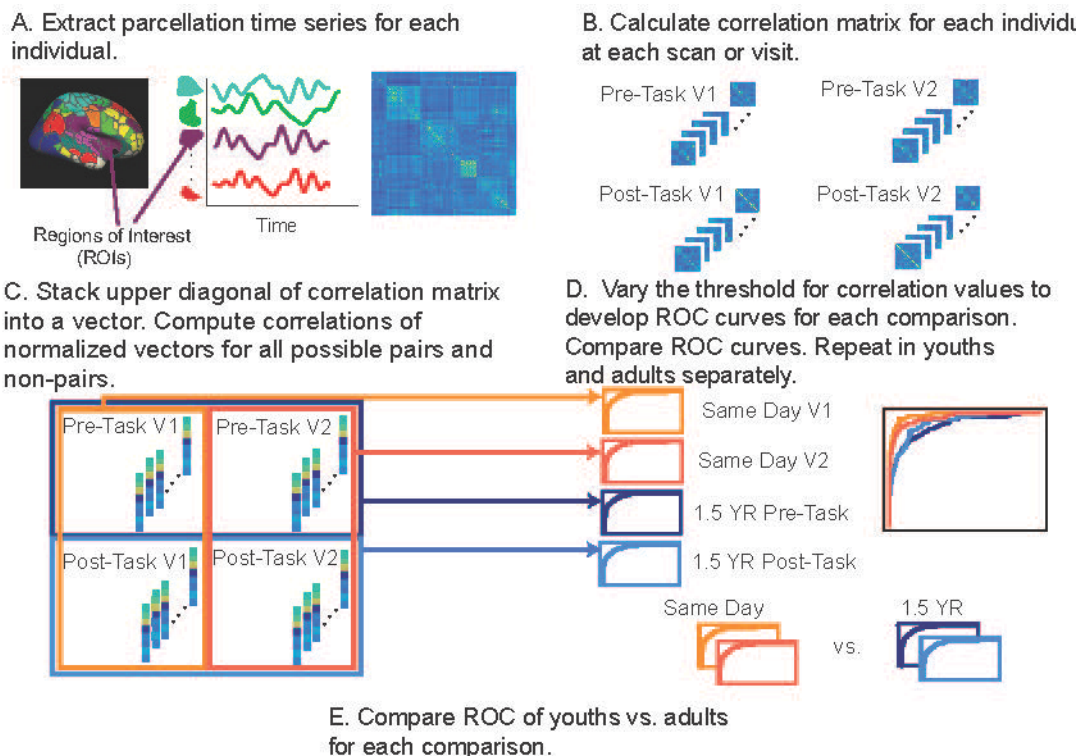 A. Extract parcellation time series for each
individual.
Time
Regions of Interest
(ROIs)
B. Calculate correlation matrix for each individu
at each scan or visit.
Pre-Task V1
Pre-Task V2
Post-Task V1
Post-Task V2
C. Stack upper diagonal of correlation matrix
into a vector. Compute correlations of
normalized vectors for all possible pairs and
non-pairs.
Pre-Task V1
Pre-Task V2
Post-Task V1
Post-Task V2
D. Vary the threshold for correlation values to
develop ROC curves for each comparison.
Compare ROC curves. Repeat in youths
and adults separately.
Same Day V1
Same Day V2
1.5 YR Pre-Task
1.5 YR Post-Task
Same Day
1.5 YR
vs.
E. Compare ROC of youths vs. adults
for each comparison.